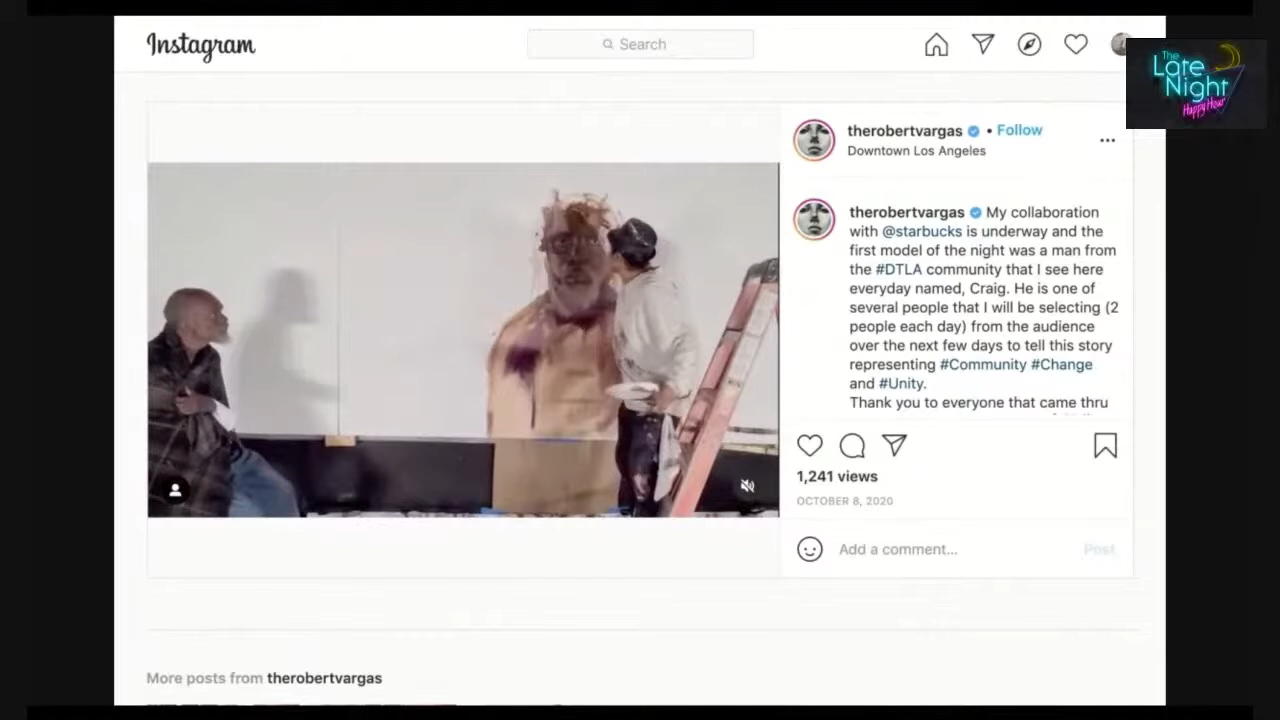 Instagram
Search
The
Late
Night
Happy Hour
therobertvargas • Follow
Downtown Los Angeles
therobertvargas My collaboration
with @starbucks is underway and the
first model of the night was a man from
the #DTLA community that I see here
everyday named, Craig. He is one of
several people that I will be selecting (2
people each day) from the audience
over the next few days to tell this story
representing #Community #Change
and #Unity.
Thank you to everyone that came thru
1,241 views
OCTOBER 8, 2020
Add a comment...
Post
More posts from therobertvargas